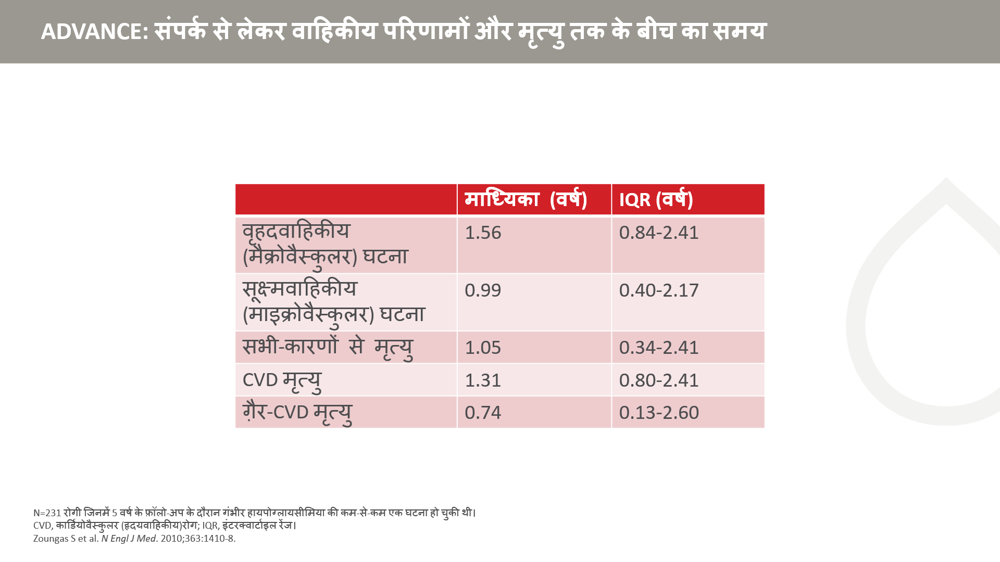 ADVANCE: संपर्क से लेकर वाहिकीय परिणामों और मृत्यु तक के बीच का समय
माध्यिका (वर्ष) IQR (वर्ष)
वृहदवाहिकीय 1.56 0.84-2.41
(मैक्रोवैस्कुलर) घटना
सूक्ष्मवाहिकीय 0.99 0.40-2.17
(माइक्रोवैस्कुलर) घटना
सभी-कारणों से मृत्यु 1.05 0.34-2.41
CVD मृत्यु 1.31 0.80-2.41
ग़ैर-CVD मृत्यु 0.74 0.13-2.60
N=231 रोगी जिनमें 5 वर्ष के फ़ॉलो-अप के दौरान गंभीर हायपोग्लायसीमिया की कम-से-कम एक घटना हो चुकी थी।
CVD, कार्डियोवैस्कुलर (हृदयवाहिकीय)रोग; IQR, इंटरक्वार्टाइल रेंज।
Zoungas S et al. N Engl J Med. 2010;363:1410-8.